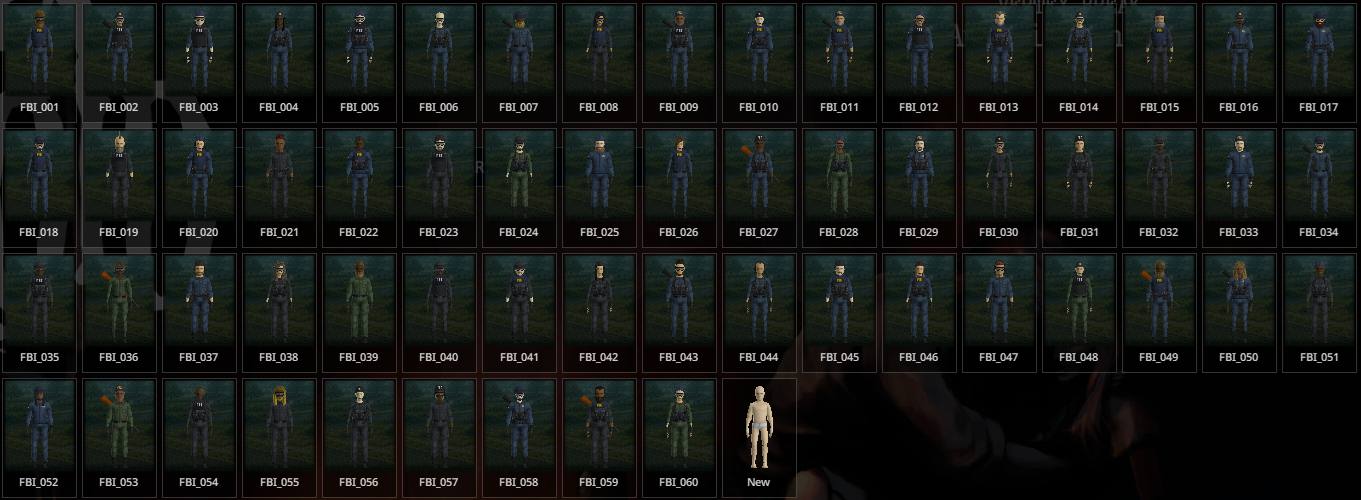 FBI_001 FBI_002 FBI_003 FBI_004 FBI_005 FBI_006 FBI_007 FBI_008 FBI_009 FBI_010 FBI_011 FBI_012 FBI_013 FBI_014 FBI_015 FBI_016 FBI_017
FBI_018 FBI_019 FBI_020 FBI_021 FBI_022 FBI_023 FBI_024 FBI_025 FBI_026 FBI_027 FBI_028 FBI_029 FBI_030 FBI_031 FBI_032 FBI_033 FBI_034
FBI_035 FBI_036 FBI_037 FBI_038 FBI_039 FBI_040 FBI_041 FBI_042 FBI_043 FBI_044 FBI_045 FBI_046 FBI_047 FBI_048 FBI_049 FBI_050 FBI_051
FBI_052 FBI_053 FBI_054 FBI_055 FBI_056 FBI_057 FBI_058 FBI_059 FBI_060 New